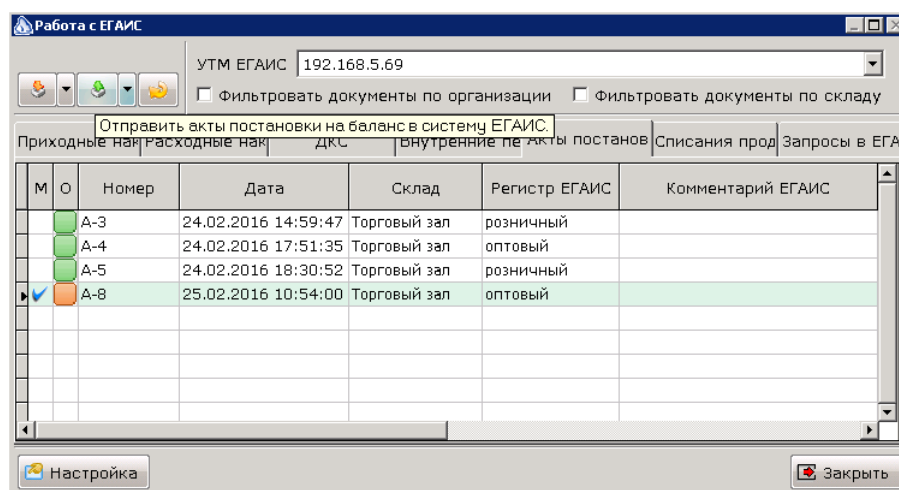 Работа с ЕГАИС
УТМ ЕГАИС 192.168.5.69
Фильтровать документы по организации Фильтровать документы по складу
Отправить акты постановки на баланс в систему ЕГАИС.
Приходные нак Расходные нак ДКС Внутренние пе Акты постанов Списания прод Запросы в ЕГА
М О Номер Дата Склад Регистр ЕГАИС Комментарий ЕГАИС
А-3 24.02.2016 14:59:47 Торговый зал розничный
А-4 24.02.2016 17:51:35 Торговый зал оптовый
А-5 24.02.2016 18:30:52 Торговый зал розничный
А-8 25.02.2016 10:54:00 Торговый зал оптовый
Настройка Закрыть